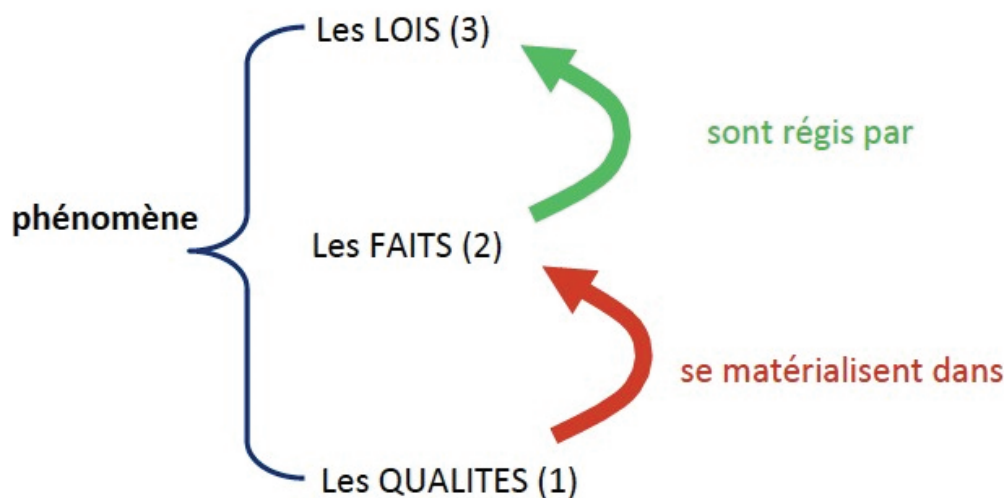 Les LOIS (3)
sont régis par
phénomène
Les FAITS (2)
se matérialisent dans
Les QUALITES (1)